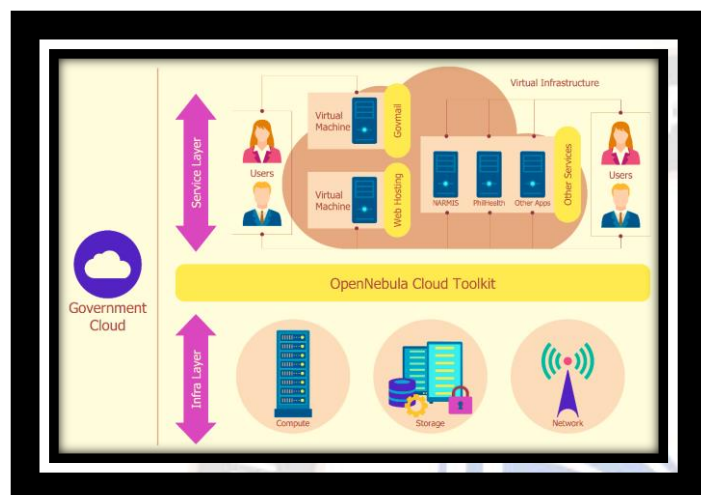 Virtual Infrastructure
Service Layer
Users
Virtual
Machine
Govmail
Virtual
Machine
Web Hosting
NARMIS
PhilHealth
Other Apps
Other Services
Users
Government
Cloud
OpenNebula Cloud Toolkit
Infra Layer
Compute
Storage
Network